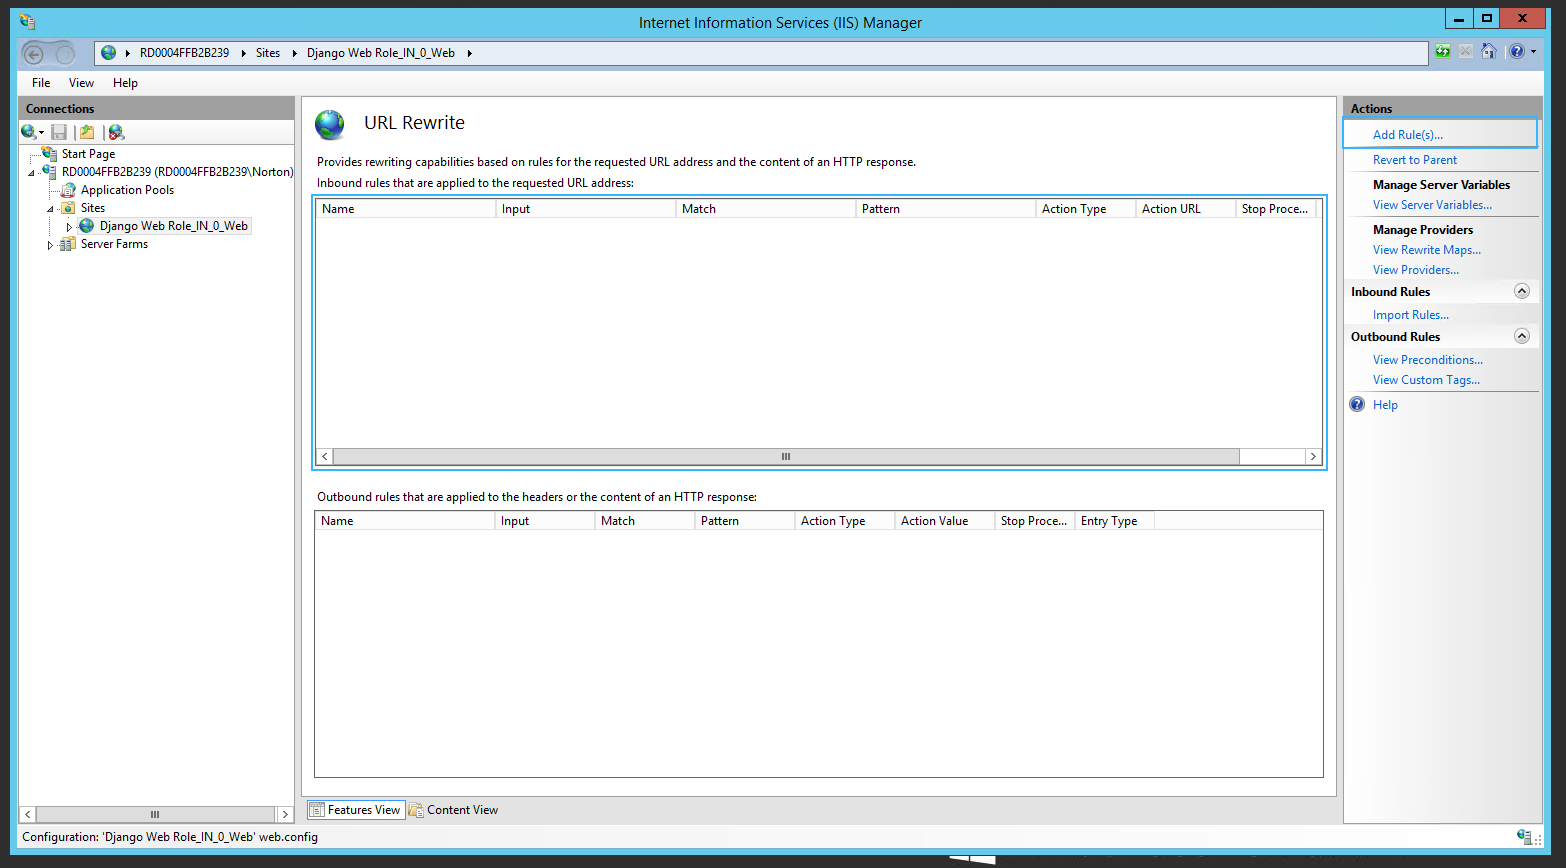 Internet Information Services (IIS) Manager
RD0004FFB2B239 Sites Django Web Role_IN_0_Web
File View Help
Connections
Start Page
RD0004FFB2B239 (RD0004FFB2B239\Norton)
Application Pools
Sites
Django Web Role_IN_0_Web
Server Farms
URL Rewrite
Provides rewriting capabilities based on rules for the requested URL address and the content of an HTTP response.
Inbound rules that are applied to the requested URL address:
Name Input Match Pattern Action Type Action URL Stop Proce...
Outbound rules that are applied to the headers or the content of an HTTP response:
Name Input Match Pattern Action Type Action Value Stop Proce... Entry Type
Features View Content View
Actions
Add Rule(s)...
Revert to Parent
Manage Server Variables
View Server Variables...
Manage Providers
View Rewrite Maps...
View Providers...
Inbound Rules
Import Rules...
Outbound Rules
View Preconditions...
View Custom Tags...
Help
Configuration: 'Django Web Role_IN_0_Web' web.config